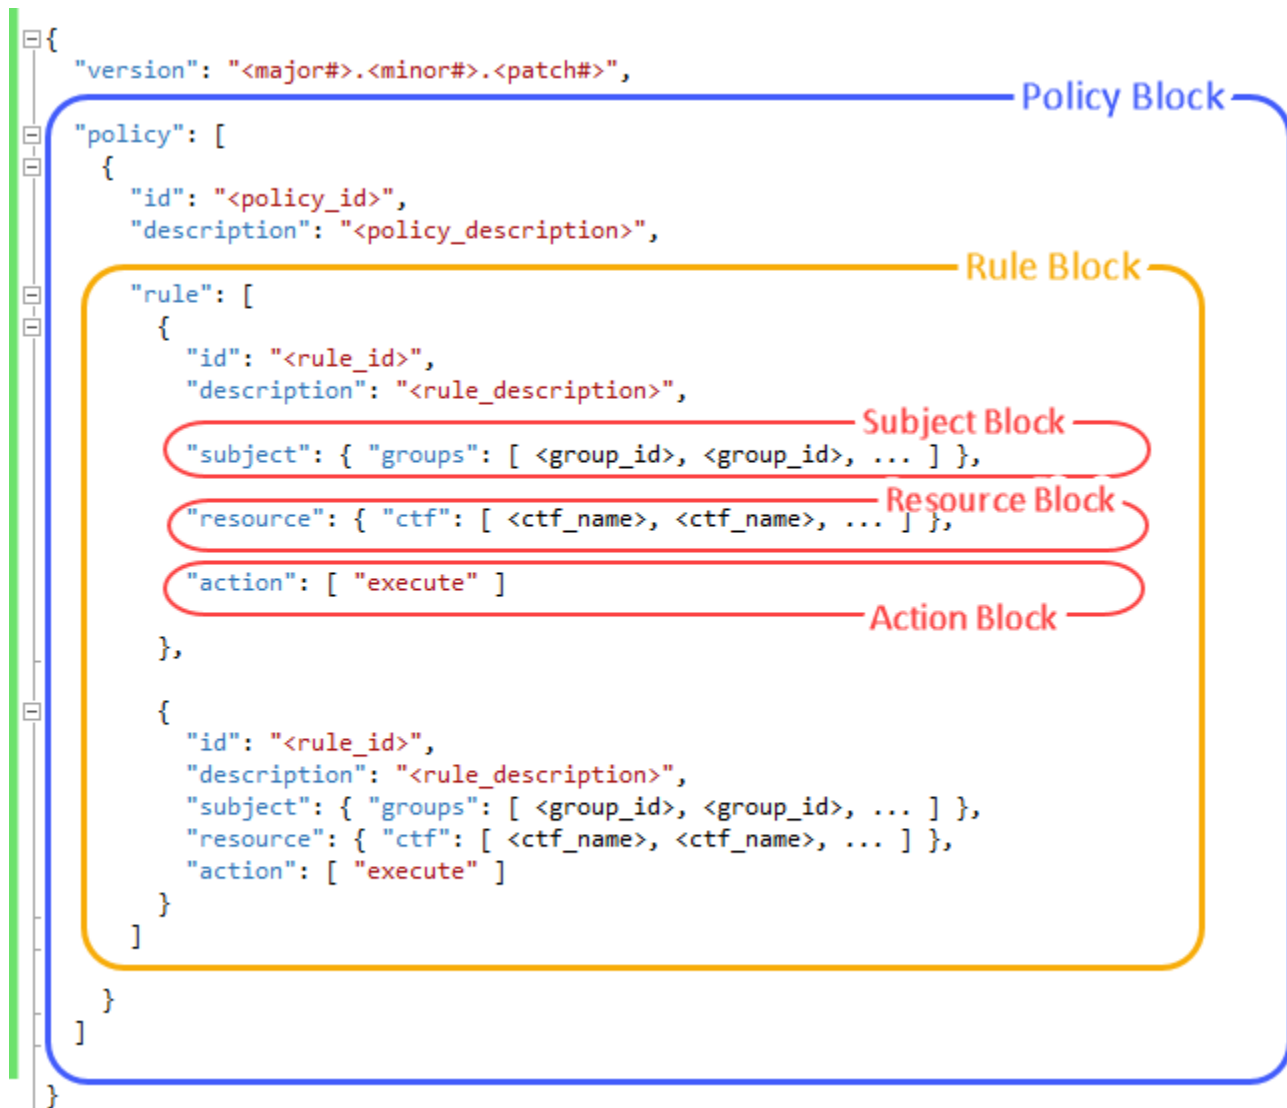 {
"version": "<major#>.<minor#>.<patch#>",
Policy Block
"policy": [
{
"id": "<policy_id>",
"description": "<policy_description>",
Rule Block
"rule": [
{
"id": "<rule_id>",
"description": "<rule_description>",
Subject Block
"subject": { "groups": [ <group_id>, <group_id>, ... ] },
Resource Block
"resource": { "ctf": [ <ctf_name>, <ctf_name>, ... ] },
"action": [ "execute" ]
Action Block
},
{
"id": "<rule_id>",
"description": "<rule_description>",
"subject": { "groups": [ <group_id>, <group_id>, ... ] },
"resource": { "ctf": [ <ctf_name>, <ctf_name>, ... ] },
"action": [ "execute" ]
}
]
}
]
}